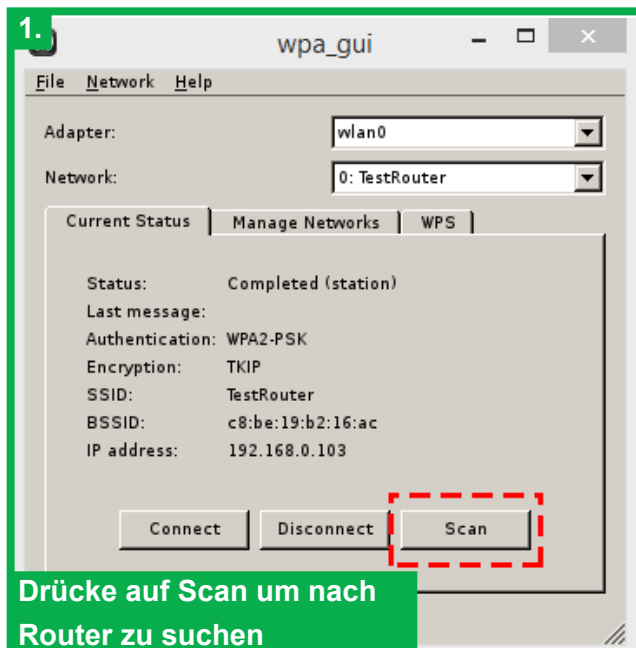 1.
wpa_gui
File Network Help
Adapter: wlan0
Network: 0: TestRouter
Current Status Manage Networks WPS
Status: Completed (station)
Last message:
Authentication: WPA2-PSK
Encryption: TKIP
SSID: TestRouter
BSSID: c8:be:19:b2:16:ac
IP address: 192.168.0.103
Connect Disconnect Scan
Drücke auf Scan um nach
Router zu suchen